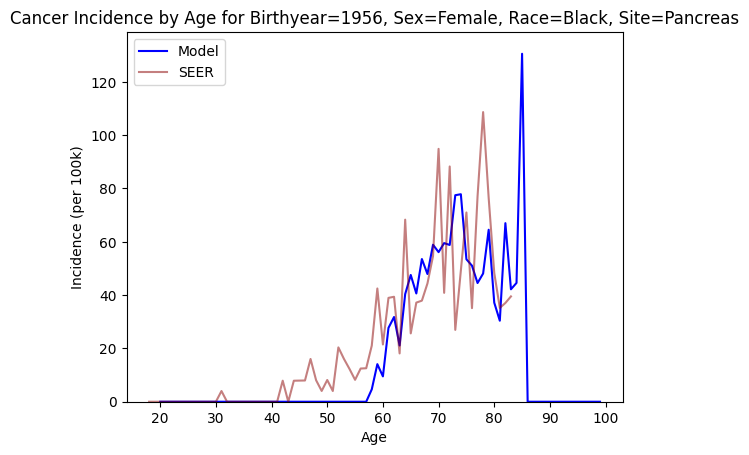 Cancer Incidence by Age for Birthyear=1956, Sex=Female, Race=Black, Site=Pancreas
Model
SEER
120
100
80
60
40
20
0
Incidence (per 100k)
20 30 40 50 60 70 80 90 100
Age